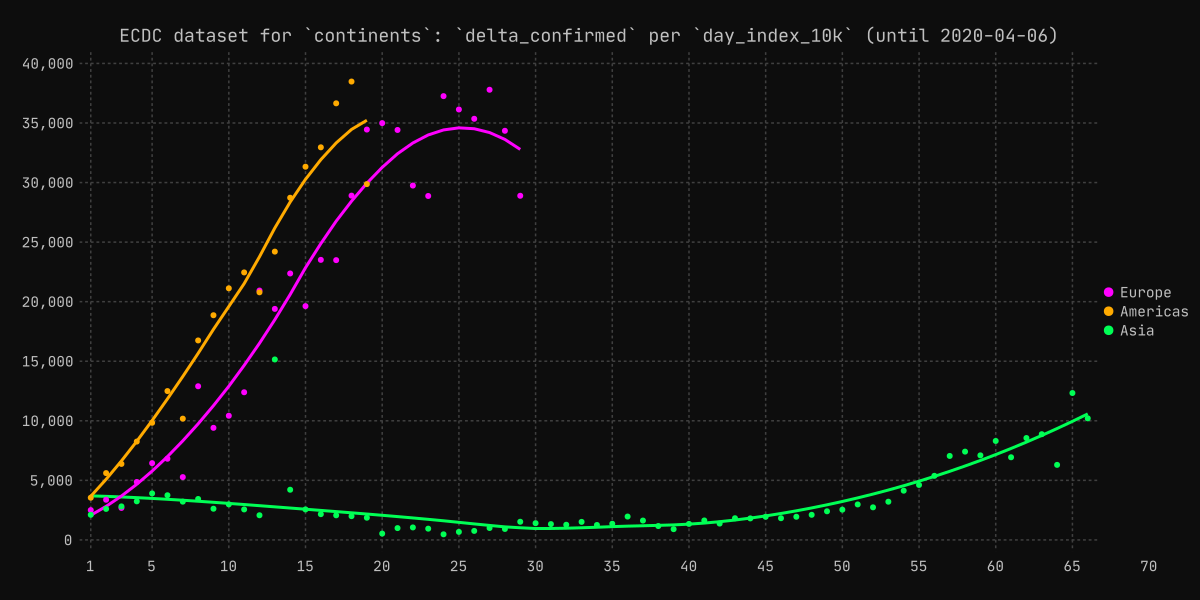 ECDC dataset for `continents`: `delta_confirmed` per `day_index_10k` (until 2020-04-06)
40,000
35,000
30,000
25,000
20,000
15,000
10,000
5,000
0
1 5 10 15 20 25 30 35 40 45 50 55 60 65 70
Europe
Americas
Asia